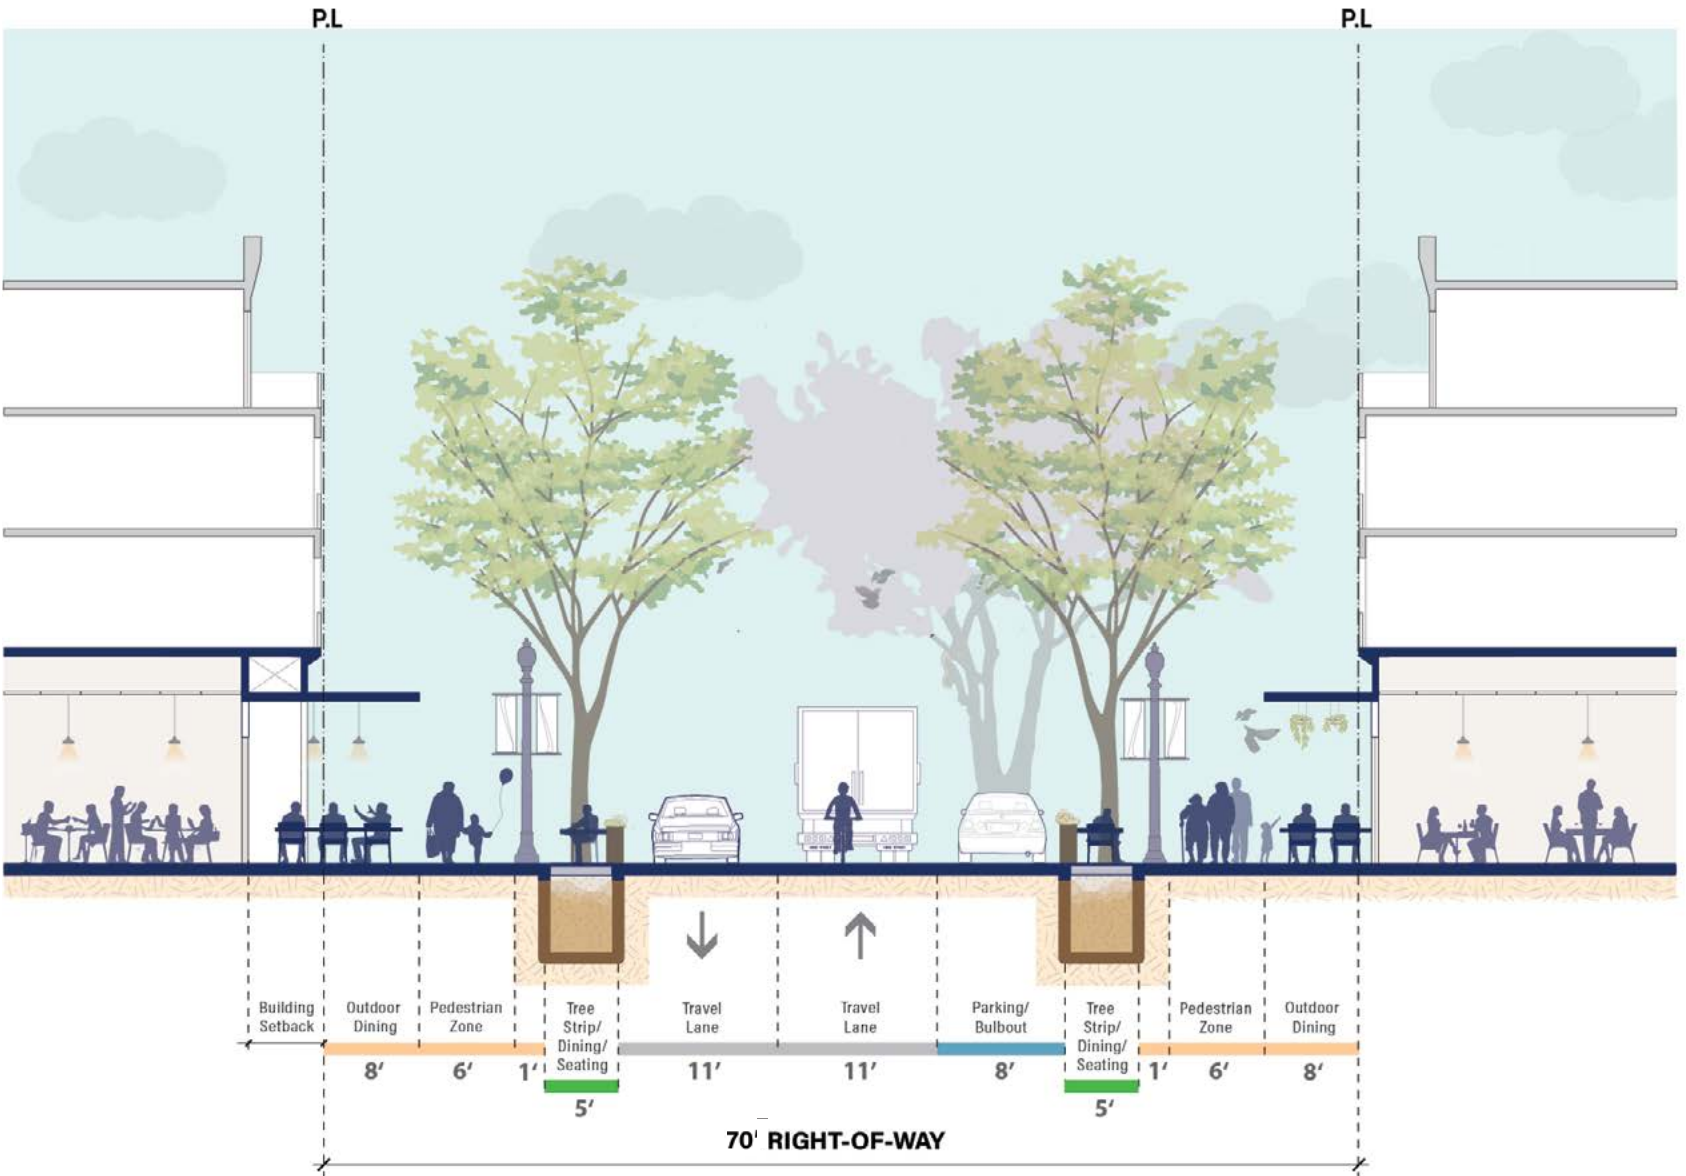 P.L
P.L
Building
Setback
Outdoor
Dining
Pedestrian
Zone
Tree
Strip/
Dining/
Seating
Travel
Lane
Travel
Lane
Parking/
Bulbout
Tree
Strip/
Dining/
Seating
Pedestrian
Zone
Outdoor
Dining
8' 6' 1' 11' 11' 8' 1' 6' 8'
5' 5'
70' RIGHT-OF-WAY